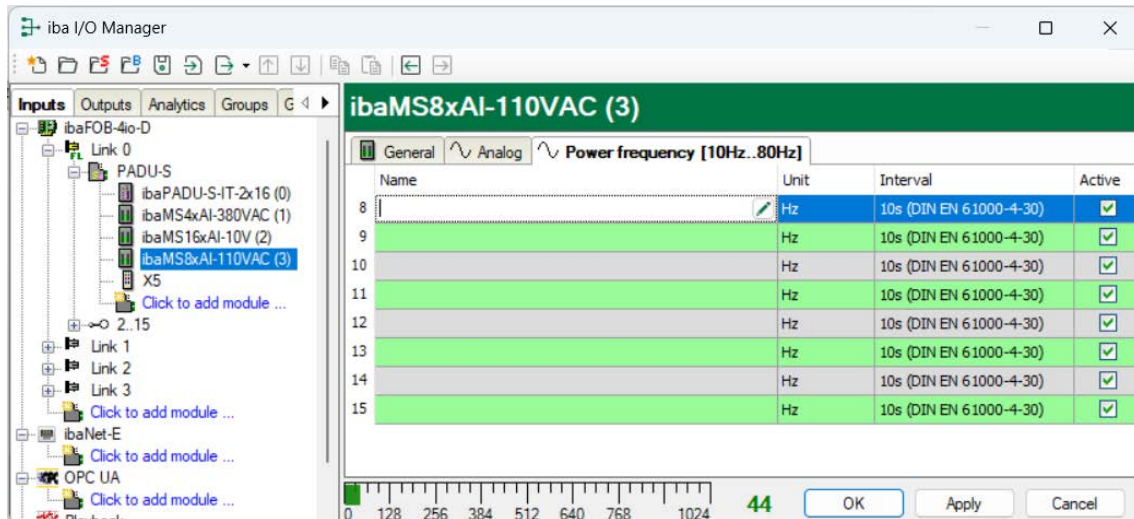 iba I/O Manager
Inputs Outputs Analytics Groups G
ibaFOB-4io-D
Link 0
PADU-S
ibaPADU-S-IT-2x16 (0)
ibaMS4xAI-380VAC (1)
ibaMS16xAI-10V (2)
ibaMS8xAI-110VAC (3)
X5
Click to add module ...
2..15
Link 1
Link 2
Link 3
Click to add module ...
ibaNet-E
Click to add module ...
OPC UA
Click to add module ...
ibaMS8xAI-110VAC (3)
General Analog Power frequency [10Hz..80Hz]
Name Unit Interval Active
8 Hz 10s (DIN EN 61000-4-30)
9 Hz 10s (DIN EN 61000-4-30)
10 Hz 10s (DIN EN 61000-4-30)
11 Hz 10s (DIN EN 61000-4-30)
12 Hz 10s (DIN EN 61000-4-30)
13 Hz 10s (DIN EN 61000-4-30)
14 Hz 10s (DIN EN 61000-4-30)
15 Hz 10s (DIN EN 61000-4-30)
0 128 256 384 512 640 768 1024 44 OK Apply Cancel